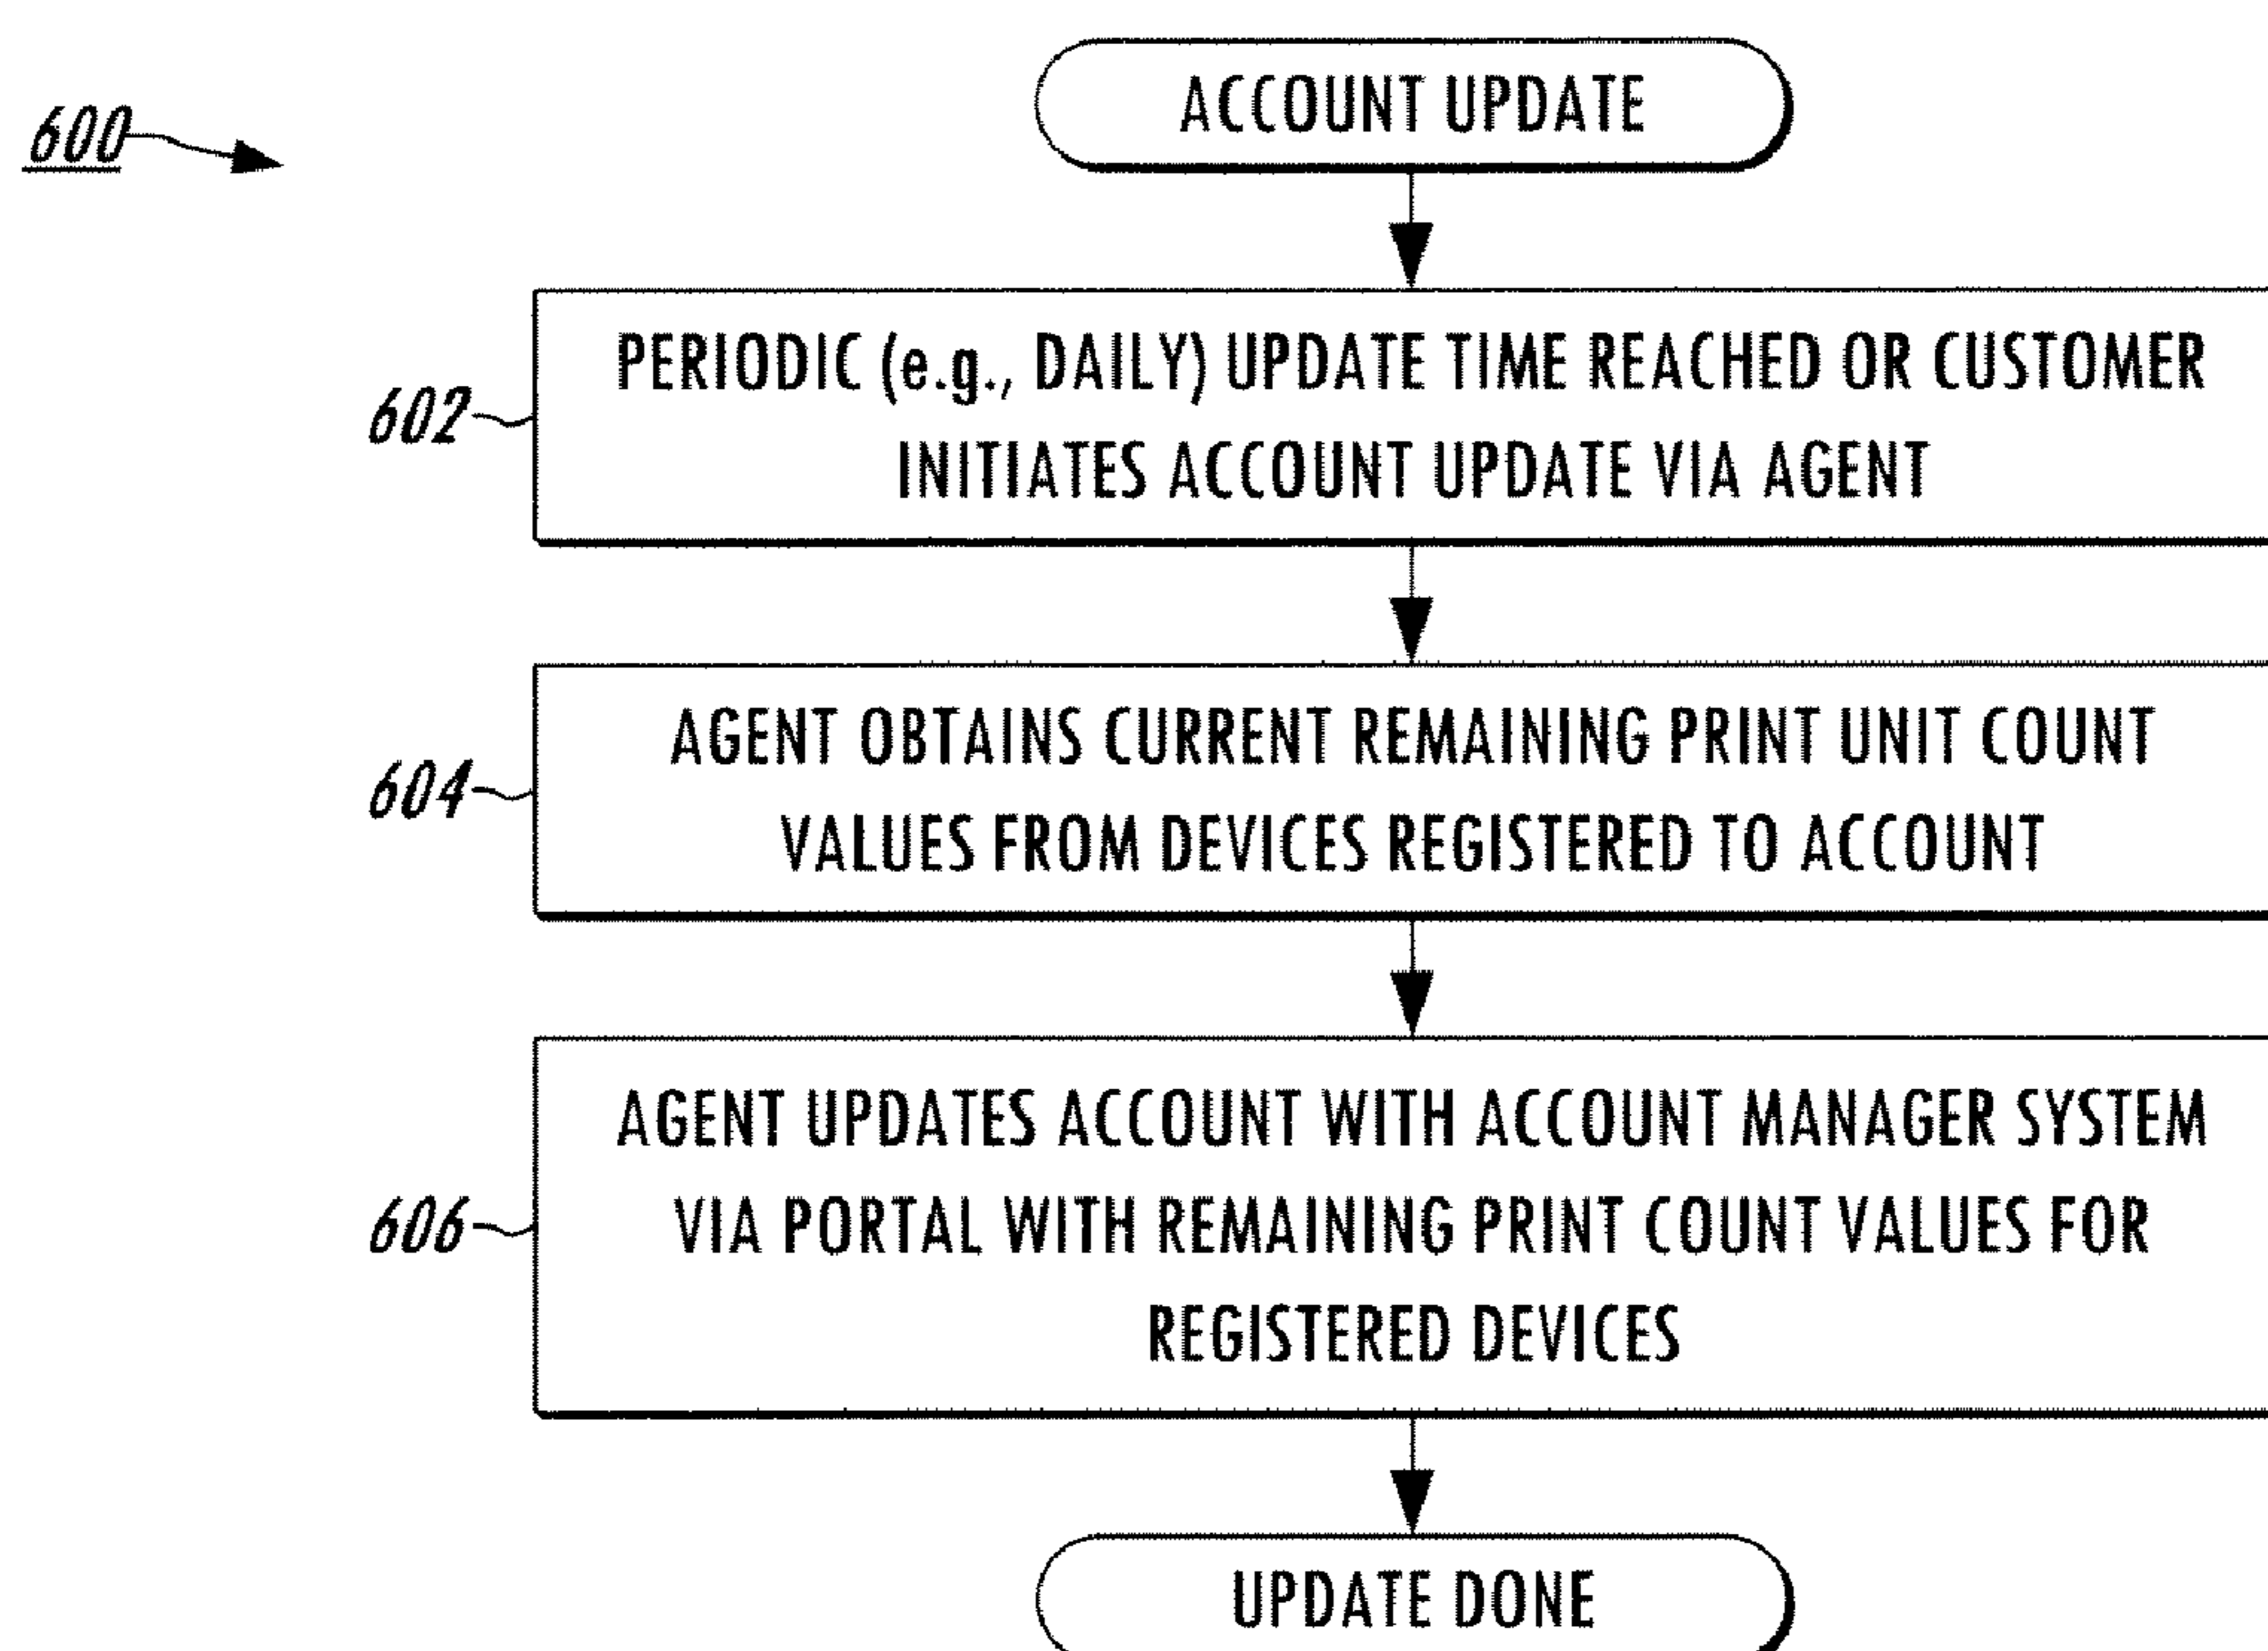 ACCOUNT UPDATE
600
PERIODIC (e.g., DAILY) UPDATE TIME REACHED OR CUSTOMER
INITIATES ACCOUNT UPDATE VIA AGENT
602
AGENT OBTAINS CURRENT REMAINING PRINT UNIT COUNT
VALUES FROM DEVICES REGISTERED TO ACCOUNT
604
AGENT UPDATES ACCOUNT WITH ACCOUNT MANAGER SYSTEM
VIA PORTAL WITH REMAINING PRINT COUNT VALUES FOR
REGISTERED DEVICES
606
UPDATE DONE